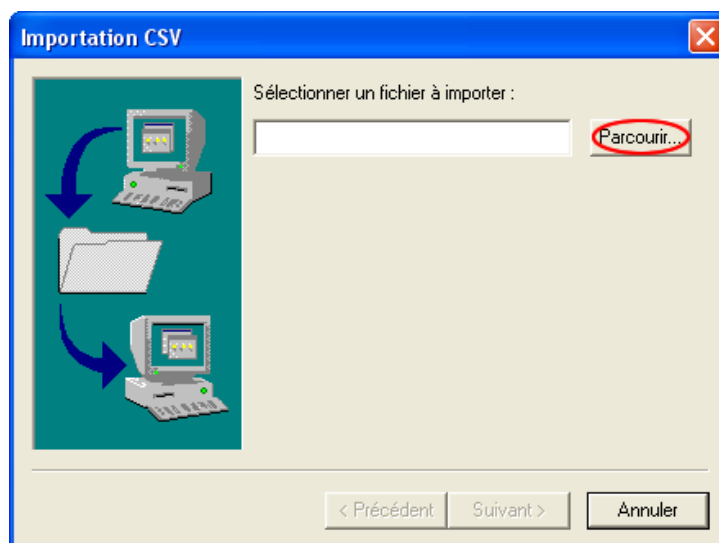 Importation CSV
Sélectionner un fichier à importer :
Parcourir...
< Précédent
Suivant >
Annuler